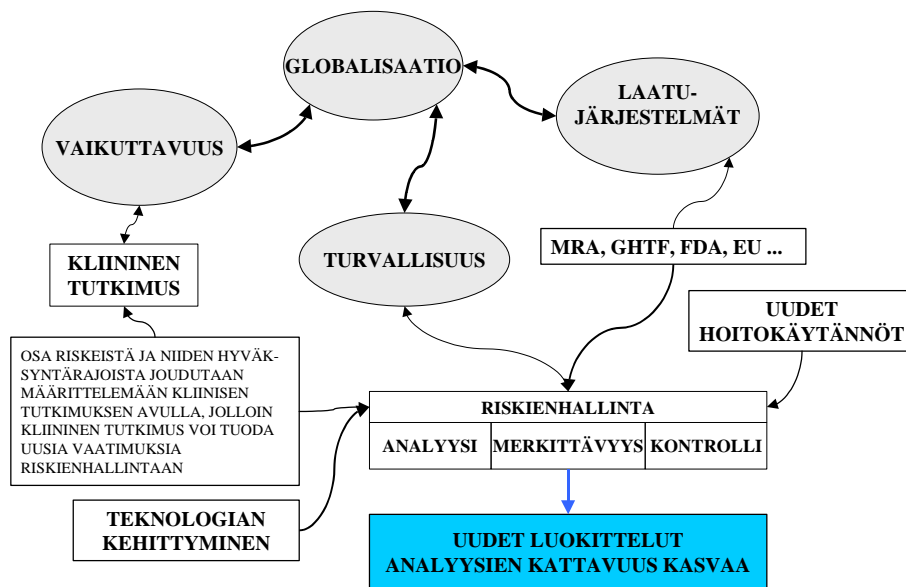 GLOBALISAATIO
LAATU-
JÄRJESTELMÄT
VAIKUTTAVUUS
TURVALLISUUS
MRA, GHTF, FDA, EU ...
KLIININEN
TUTKIMUS
UUDET
HOITOKÄYTÄNNÖT
OSA RISKEISTÄ JA NIIDEN HYVÄK-
SYNTÄRAJOISTA JOUDUTAAN
MÄÄRITTELEMÄÄN KLIINISEN
TUTKIMUKSEN AVULLA, JOLLOIN
KLIININEN TUTKIMUS VOI TUODA
UUSIA VAATIMUKSIA
RISKIENHALLINTAAN
RISKIENHALLINTA
ANALYYSI MERKITTÄVYYS KONTROLLI
TEKNOLOGIAN
KEHITTYMINEN
UUDET LUOKITTELUT
ANALYYSIEN KATTAVUUS KASVAA